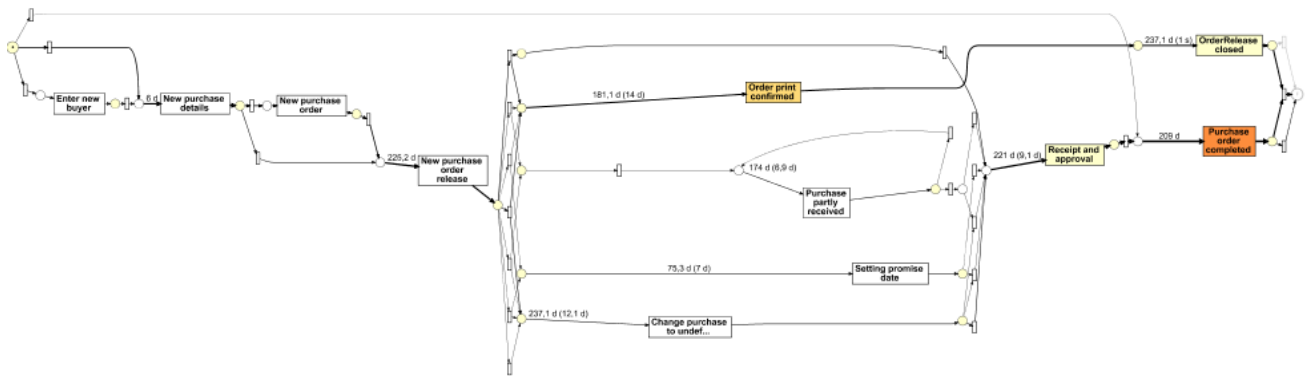 237,1 d (1 s)
OrderRelease
closed
Enter new
buyer
6 d
New purchase
details
New purchase
order
225,2 d
New purchase
order
release
181,1 d (14 d)
Order print
confirmed
174 d (6,9 d)
Purchase
partly
received
75,3 d (7 d)
Setting promise
date
237,1 d (12,1 d)
Change purchase
to undef...
221 d (9,1 d)
Receipt and
approval
209 d
Purchase
order
completed